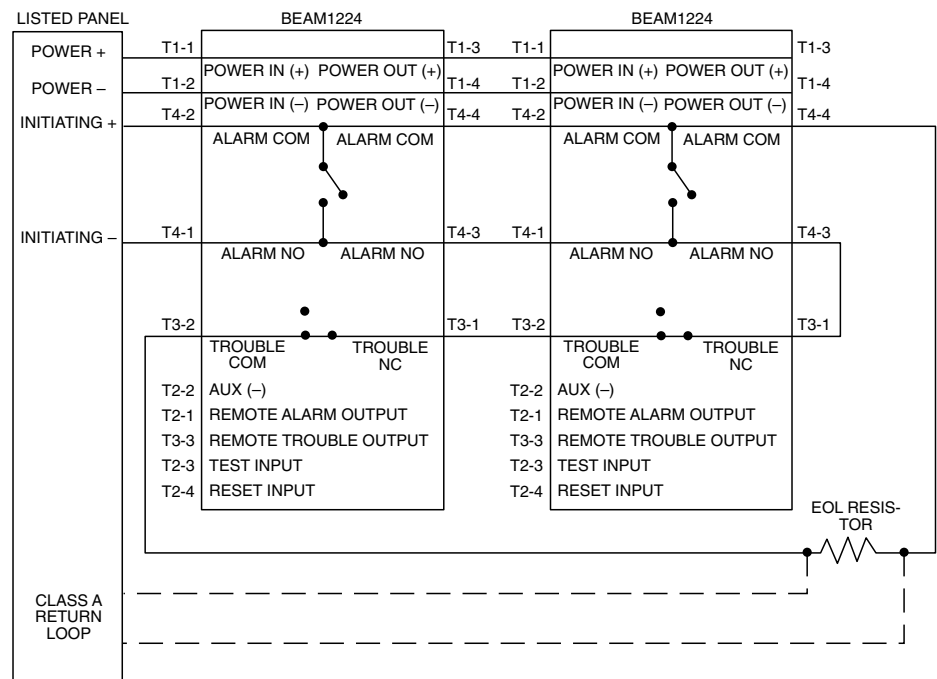 LISTED PANEL
BEAM1224
BEAM1224
POWER +
T1-1
T1-3
T1-1
T1-3
POWER IN (+) POWER OUT (+)
POWER IN (+) POWER OUT (+)
POWER –
T1-2
T1-4
T1-2
T1-4
POWER IN (–) POWER OUT (–)
POWER IN (–) POWER OUT (–)
INITIATING +
T4-2
T4-4
T4-2
T4-4
ALARM COM
ALARM COM
ALARM COM
ALARM COM
INITIATING –
T4-1
T4-3
T4-1
T4-3
ALARM NO
ALARM NO
ALARM NO
ALARM NO
T3-2
T3-1
T3-2
T3-1
TROUBLE
COM
TROUBLE
NC
TROUBLE
COM
TROUBLE
NC
T2-2 AUX (–)
T2-1 REMOTE ALARM OUTPUT
T3-3 REMOTE TROUBLE OUTPUT
T2-3 TEST INPUT
T2-4 RESET INPUT
T2-2 AUX (–)
T2-1 REMOTE ALARM OUTPUT
T3-3 REMOTE TROUBLE OUTPUT
T2-3 TEST INPUT
T2-4 RESET INPUT
EOL RESIS-
TOR
CLASS A
RETURN
LOOP